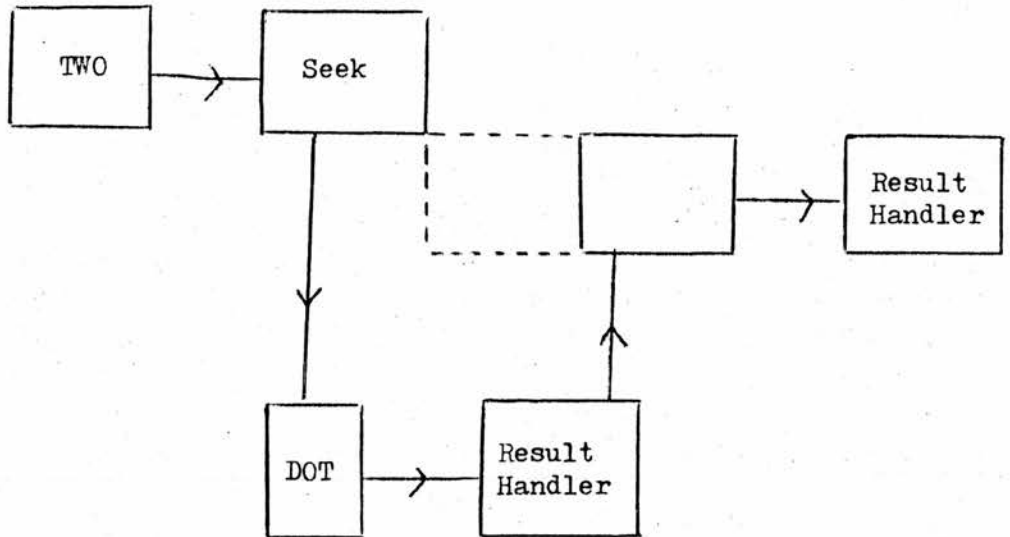 TWO
Seek
Result
Handler
DOT
Result
Handler